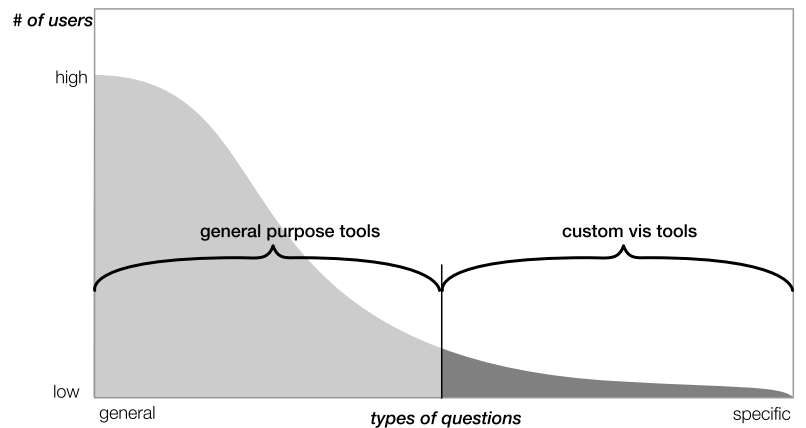 # of users
high
general purpose tools
custom vis tools
low
general
types of questions
specific